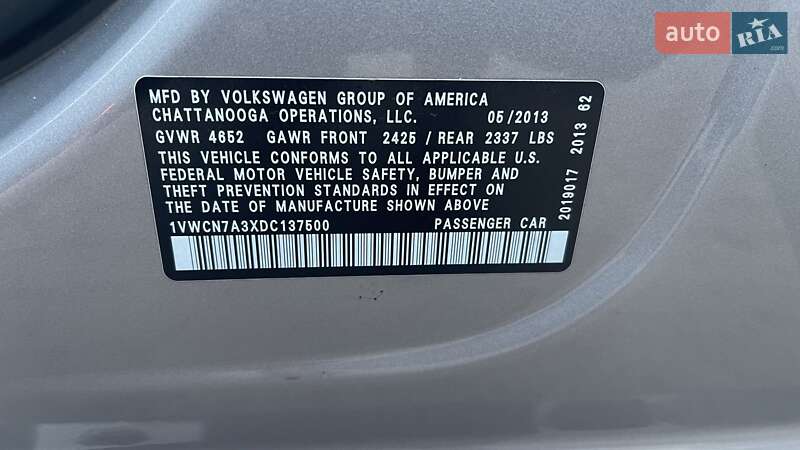 auto RIA .com
MFD BY VOLKSWAGEN GROUP OF AMERICA
CHATTANOOGA OPERATIONS, LLC. 05/2013
GVWR 4652 GAWR FRONT 2425 / REAR 2337 LBS
THIS VEHICLE CONFORMS TO ALL APPLICABLE U.S.
FEDERAL MOTOR VEHICLE SAFETY, BUMPER AND
THEFT PREVENTION STANDARDS IN EFFECT ON
THE DATE OF MANUFACTURE SHOWN ABOVE
1VWCN7A3XDC137500 PASSENGER CAR
2019017 2013 62